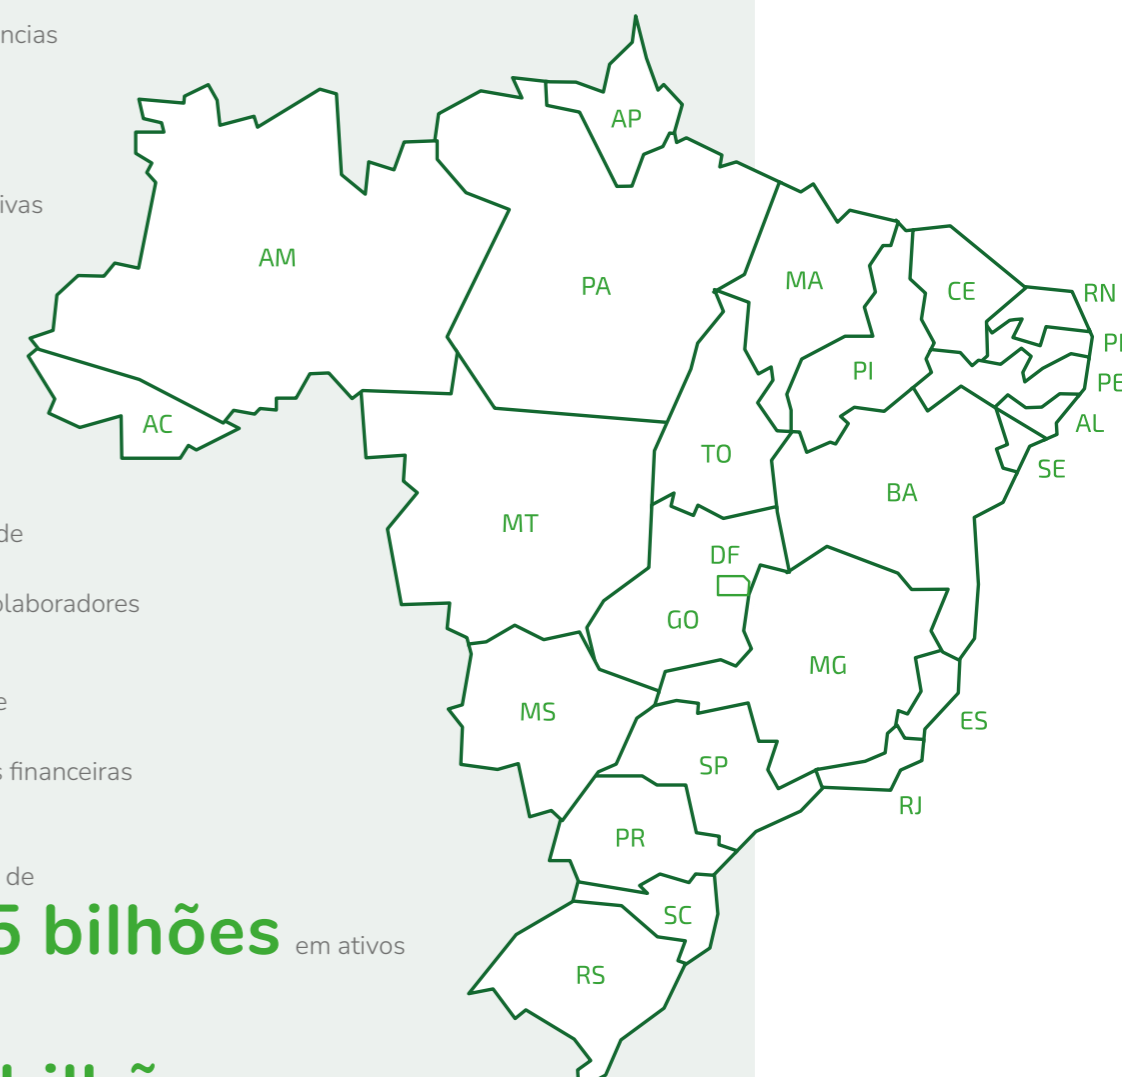 ncias
ivas
de
olaboradores
e
s financeiras
de
5 bilhões em ativos
AP
AM
PA
MA
CE
RN
PI
PE
AC
TO
AL
SE
BA
MT
DF
GO
MG
MS
ES
SP
RJ
PR
SC
RS